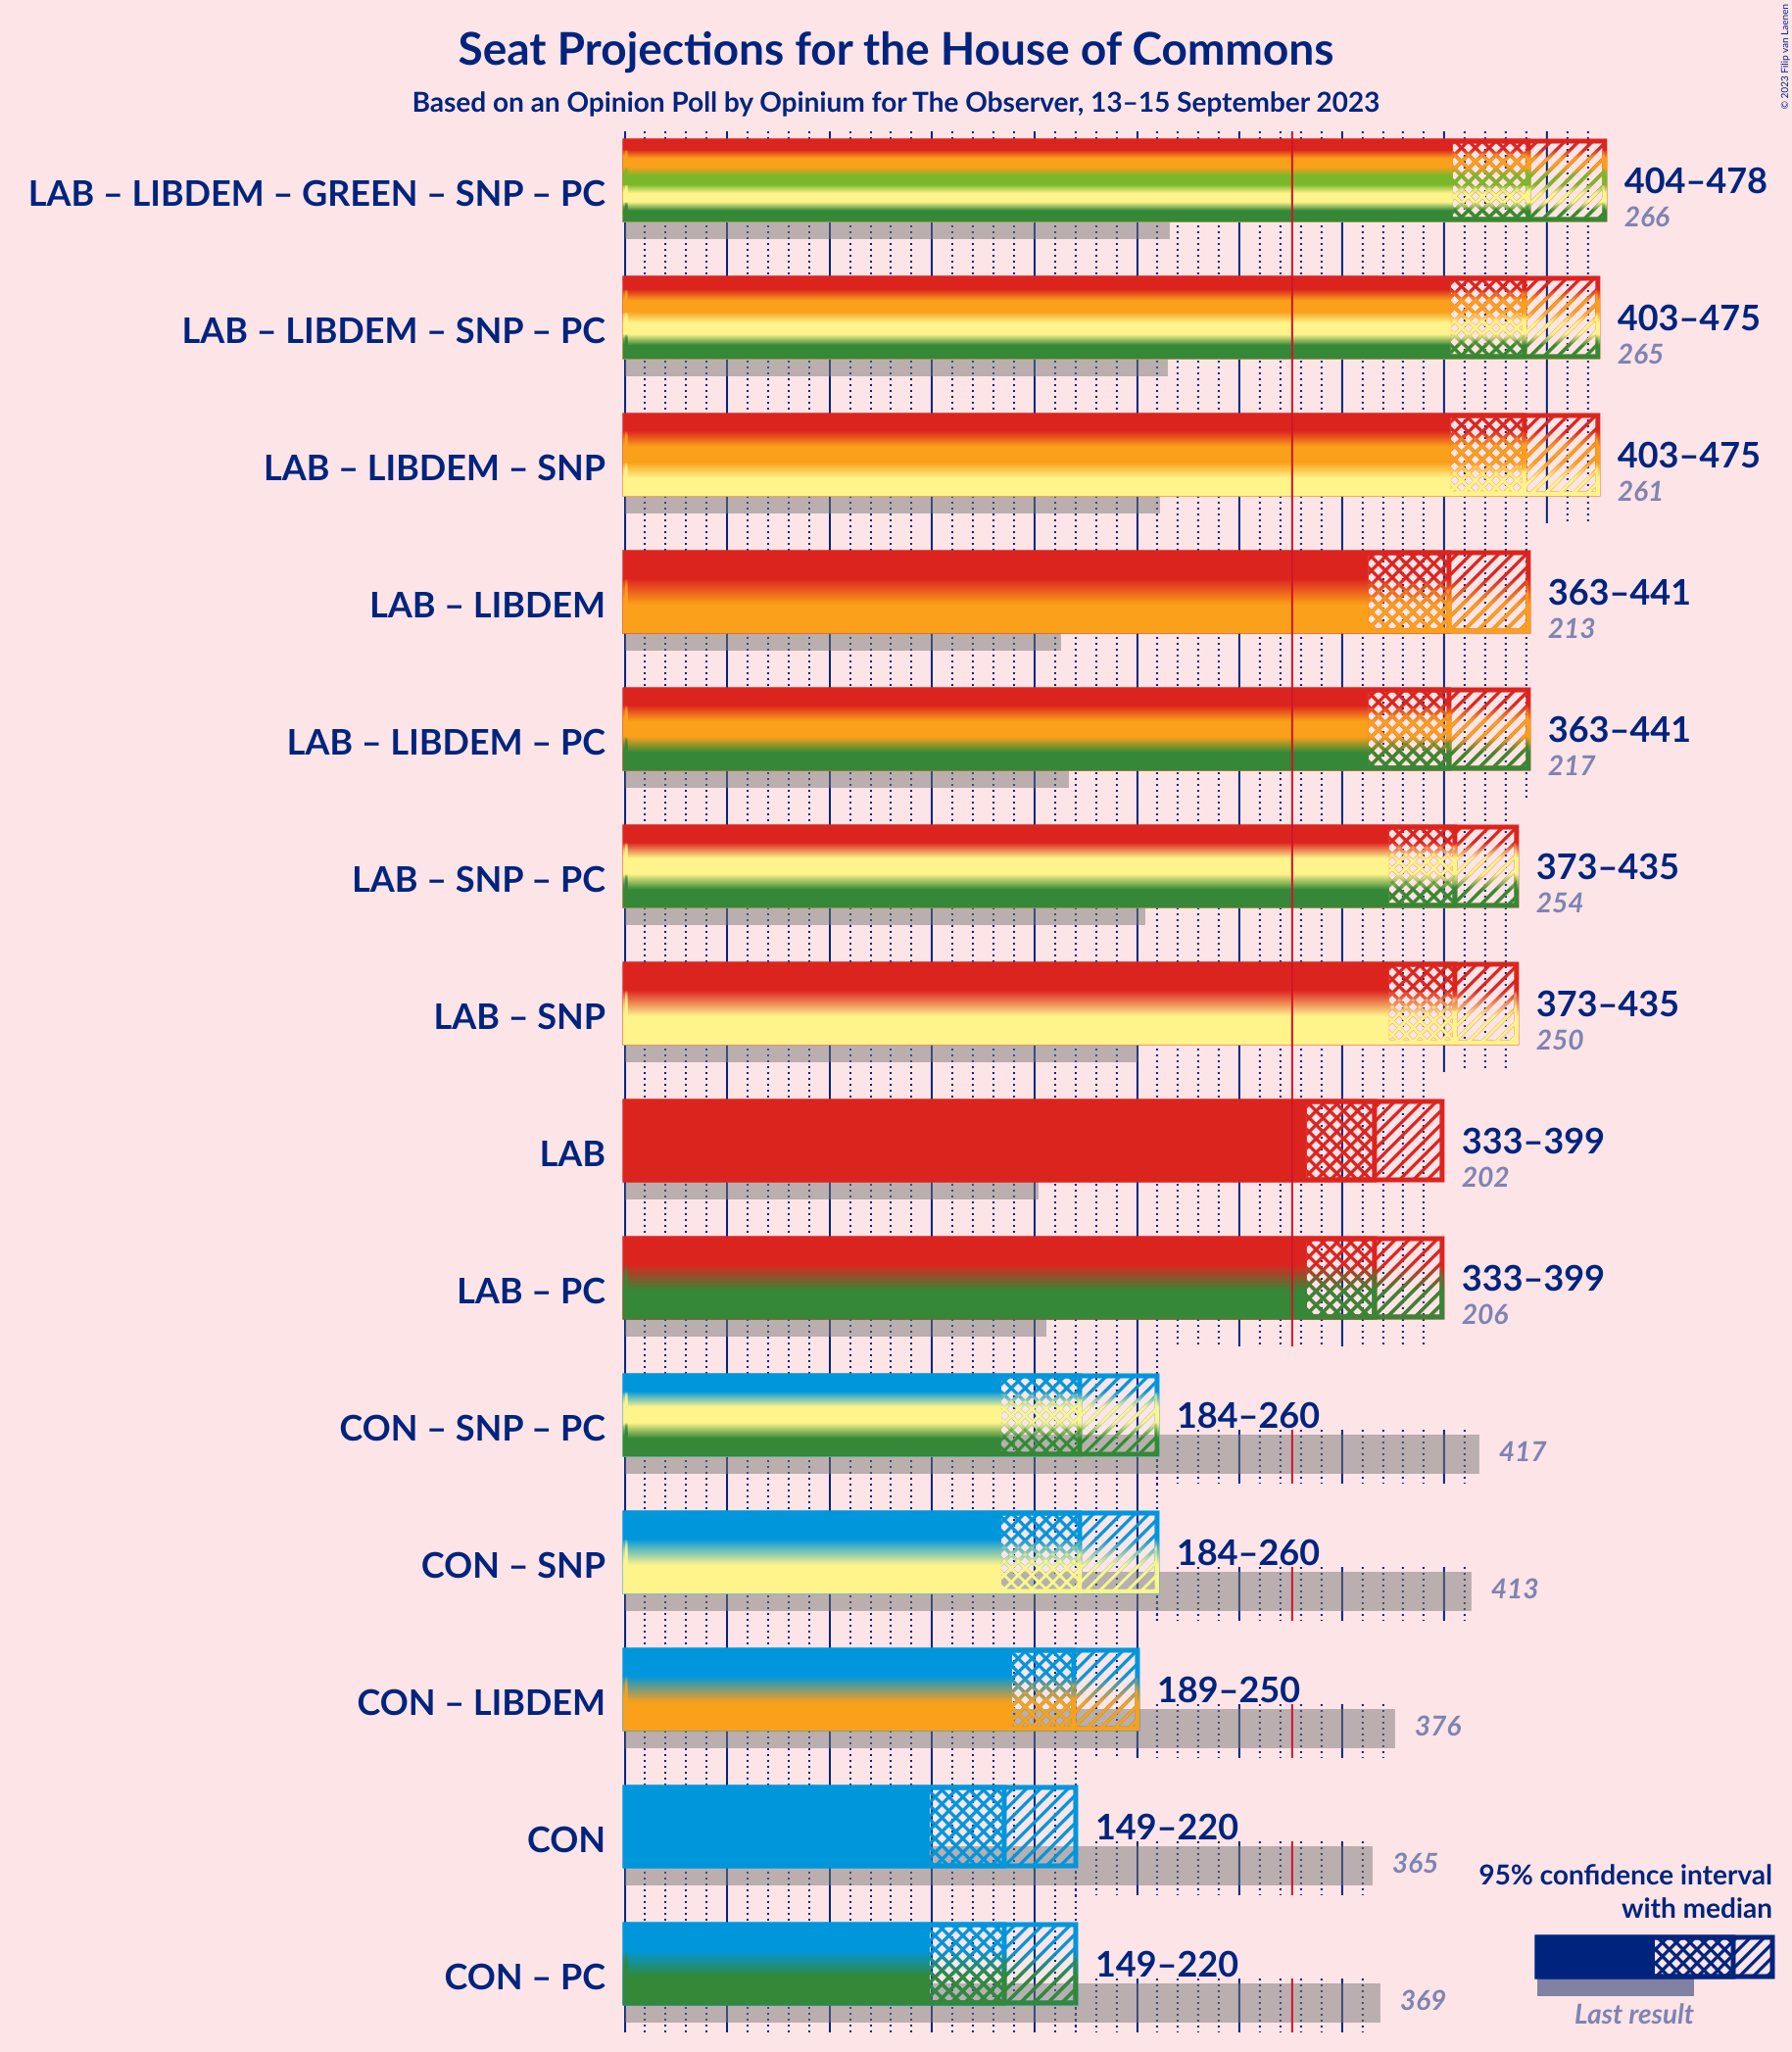 Seat Projections for the House of Commons
Based on an Opinion Poll by Opinium for The Observer, 13–15 September 2023
© 2023 Filip van Laenen
LAB – LIBDEM – GREEN – SNP – PC
404–478
266
LAB – LIBDEM – SNP – PC
403–475
265
LAB – LIBDEM – SNP
403–475
261
LAB – LIBDEM
363–441
213
LAB – LIBDEM – PC
363–441
217
LAB – SNP – PC
373–435
254
LAB – SNP
373–435
250
LAB
333–399
202
LAB – PC
333–399
206
CON – SNP – PC
184–260
417
CON – SNP
184–260
413
CON – LIBDEM
189–250
376
CON
149–220
365
CON – PC
149–220
369
95% confidence interval
with median
Last result